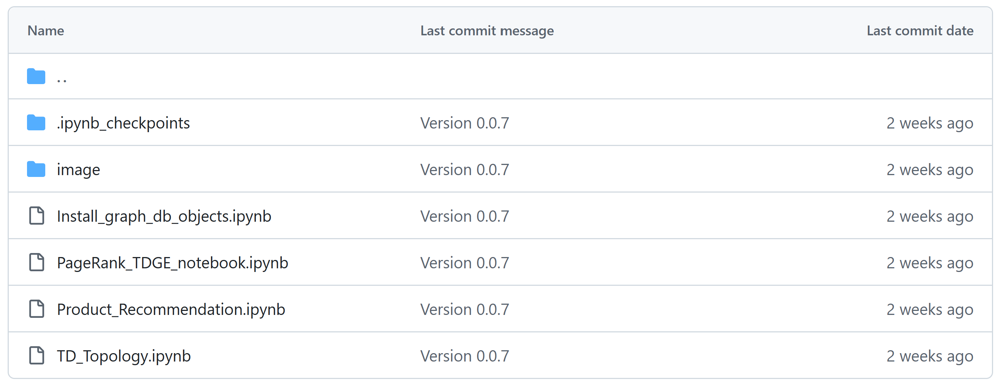 Name Last commit message Last commit date
..
.ipynb_checkpoints Version 0.0.7 2 weeks ago
image Version 0.0.7 2 weeks ago
Install_graph_db_objects.ipynb Version 0.0.7 2 weeks ago
PageRank_TDGE_notebook.ipynb Version 0.0.7 2 weeks ago
Product_Recommendation.ipynb Version 0.0.7 2 weeks ago
TD_Topology.ipynb Version 0.0.7 2 weeks ago